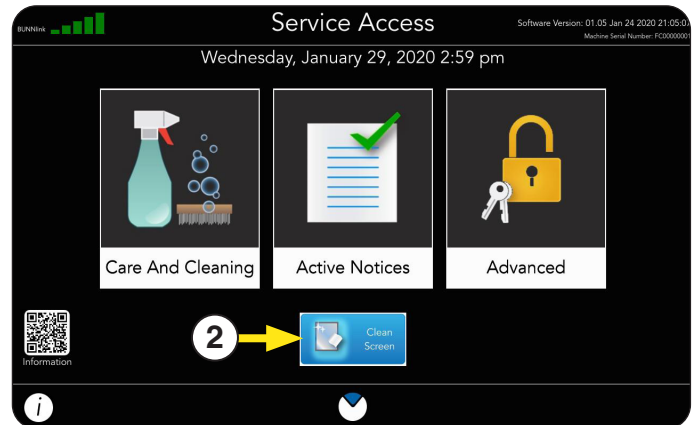 BUNNlink
Service Access
Software Version: 01.05 Jan 24 2020 21:05:0
Machine Serial Number: FC00000001
Wednesday, January 29, 2020 2:59 pm
Care And Cleaning
Active Notices
Advanced
Information
2
Clean
Screen
i